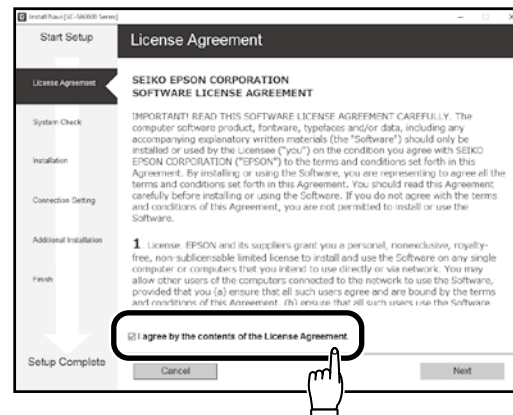 Install Navi [SC-S80600 Series]
Start Setup
License Agreement
System Check
Installation
Connection Setting
Additional Installation
Finish
Setup Complete
License Agreement
SEIKO EPSON CORPORATION
SOFTWARE LICENSE AGREEMENT
IMPORTANT! READ THIS SOFTWARE LICENSE AGREEMENT CAREFULLY. The
computer software product, fontware, typefaces and/or data, including any
accompanying explanatory written materials (the "Software") should only be
installed or used by the Licensee ("you") on the condition you agree with SEIKO
EPSON CORPORATION ("EPSON") to the terms and conditions set forth in this
Agreement. By installing or using the Software, you are representing to agree all the
terms and conditions set forth in this Agreement. You should read this Agreement
carefully before installing or using the Software. If you do not agree with the terms
and conditions of this Agreement, you are not permitted to install or use the
Software.
1. License. EPSON and its suppliers grant you a personal, nonexclusive, royalty-
free, non-sublicensable limited license to install and use the Software on any single
computer or computers that you intend to use directly or via network. You may
allow other users of the computers connected to the network to use the Software,
provided that you (a) ensure that all such users agree and are bound by the terms
and conditions of this Agreement, (b) ensure that all such users use the Software
I agree by the contents of the License Agreement.
Cancel
Next